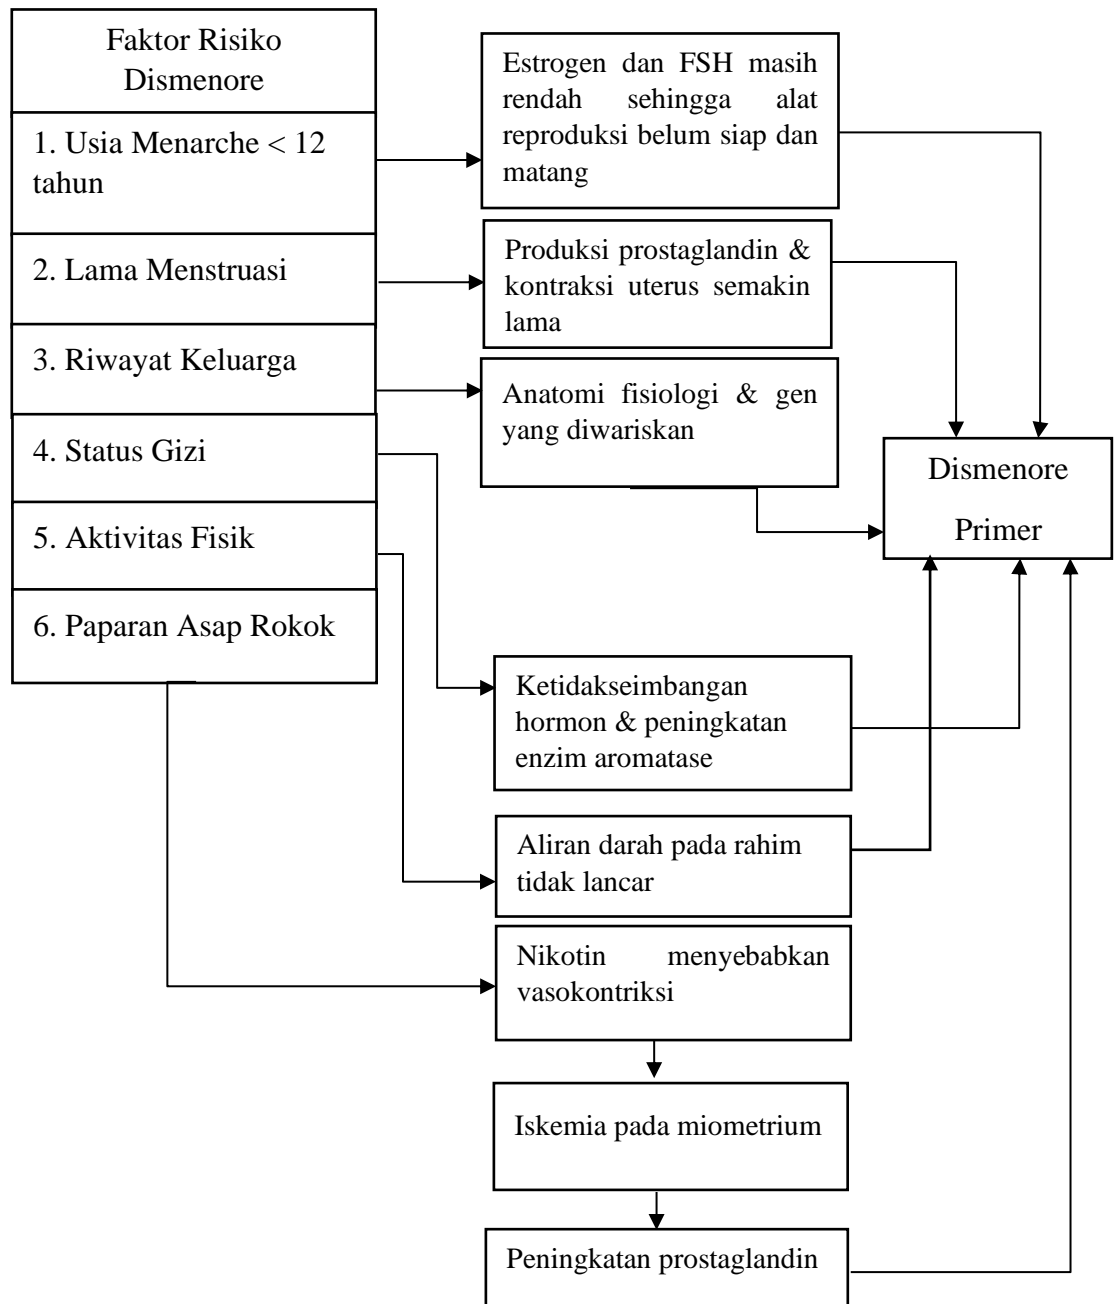 Faktor Risiko
Dismenore
1. Usia Menarche < 12
tahun
2. Lama Menstruasi
3. Riwayat Keluarga
4. Status Gizi
5. Aktivitas Fisik
6. Paparan Asap Rokok
Estrogen dan FSH masih
rendah sehingga alat
reproduksi belum siap dan
matang
Produksi prostaglandin &
kontraksi uterus semakin
lama
Anatomi fisiologi & gen
yang diwariskan
Ketidakseimbangan
hormon & peningkatan
enzim aromatase
Aliran darah pada rahim
tidak lancar
Nikotin menyebabkan
vasokontriksi
Iskemia pada miometrium
Peningkatan prostaglandin
Dismenore
Primer